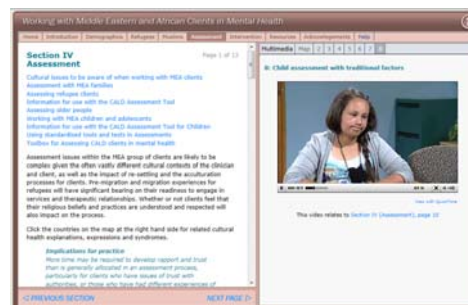 Working with Middle Eastern and African Clients in Mental Health
Home Introduction Demographics Refugees Muslims Assessment Intervention Resources Acknowledgements Help
Section IV
Assessment
Page 1 of 13
Cultural issues to be aware of when working with MEA clients
Assessment with MEA families
Assessing refugee clients
Information for use with the CALD Assessment Tool
Assessing older people
Working with MEA children and adolescents
Information for use with the CALD Assessment Tool for Children
Using standardised tools and tests in Assessments
Toolbox for Assessing CALD clients in mental health
Assessment issues within the MEA group of clients are likely to be
complex given the often vastly different cultural contexts of the clinician
and client, as well as the impact of re-settling and the acculturation
processes for clients. Pre-migration and migration experiences for
refugees will have significant bearing on their readiness to engage in
services and therapeutic relationships. Whether or not clients feel that
their religious beliefs and practices are understood and respected will
also impact on the process.
Click the countries on the map at the right hand side for related cultural
health explanations, expressions and syndromes.
Implications for practice
More time may be required to develop rapport and trust
than is generally allocated in an assessment process,
particularly for clients who have issues of trust with
authorities, or those who have had different experiences of
◁ PREVIOUS SECTION
NEXT PAGE ▷
Multimedia Map 2 3 4 5 6 7 8
8: Child assessment with traditional factors
View with QuickTime
This video relates to Section IV (Assessment), page 10